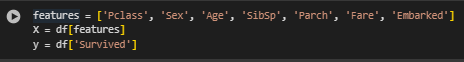 features = ['Pclass', 'Sex', 'Age', 'SibSp', 'Parch', 'Fare', 'Embarked']
X = df[features]
y = df['Survived']